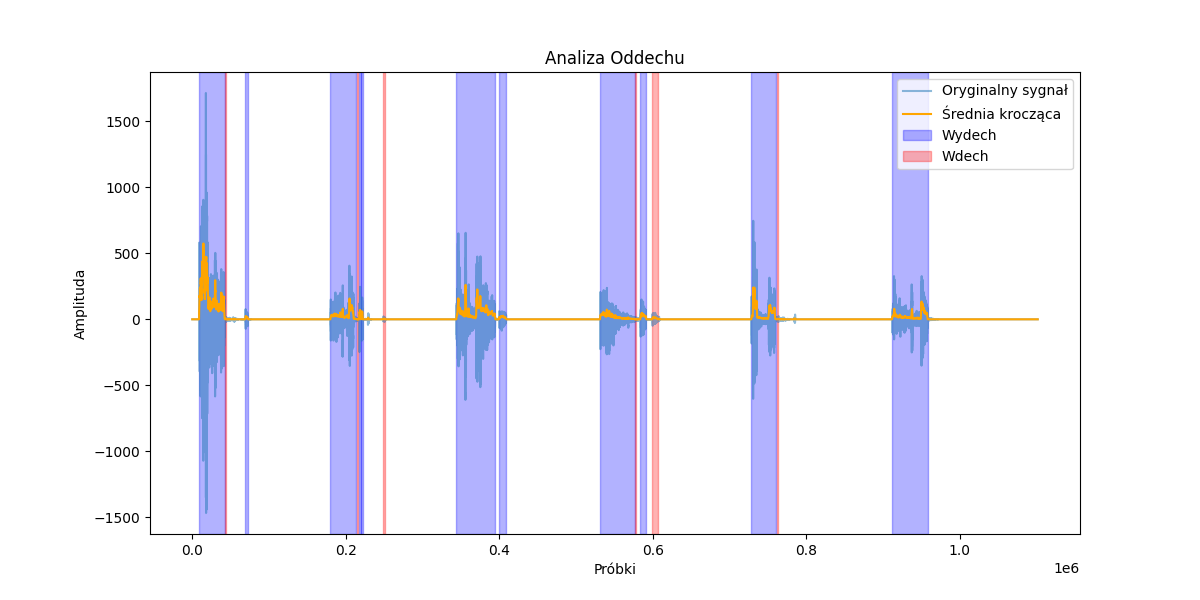 Analiza Oddechu
Oryginalny sygnał
Średnia krocząca
Wydech
Wdech
Amplituda
1500
1000
500
0
−500
−1000
−1500
0.0 0.2 0.4 0.6 0.8 1.0
1e6
Próbki